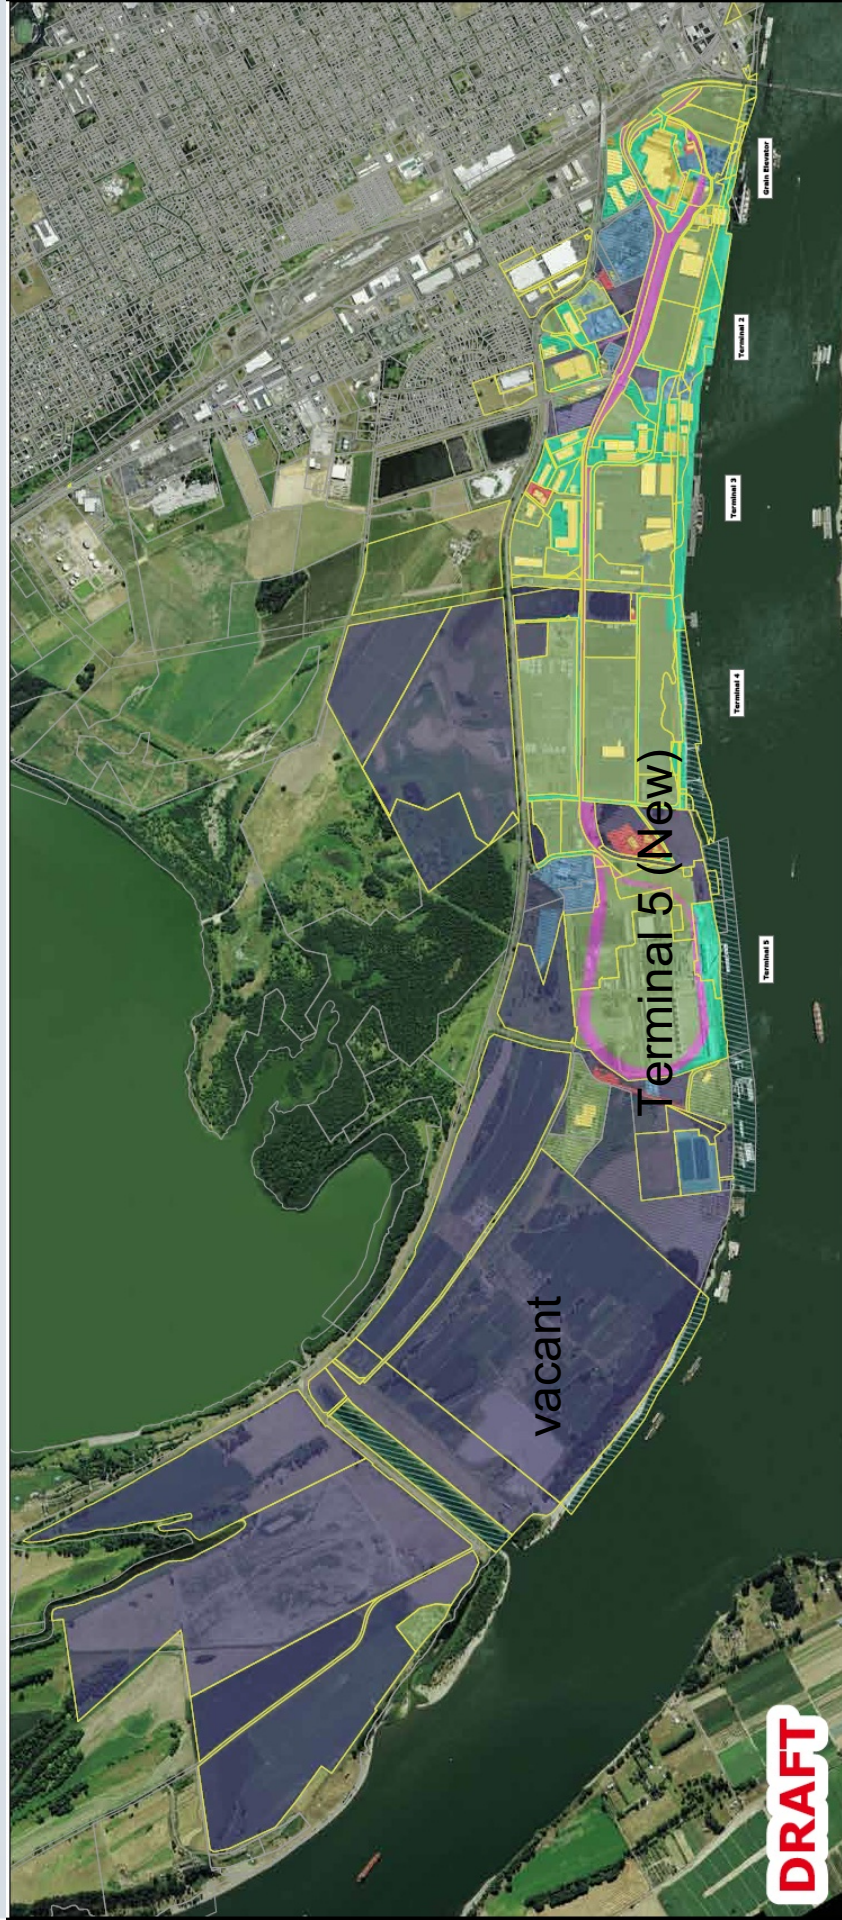 Grain Elevator
Terminal 2
Terminal 3
Terminal 4
Terminal 5 (New)
Terminal 5
vacant
DRAFT